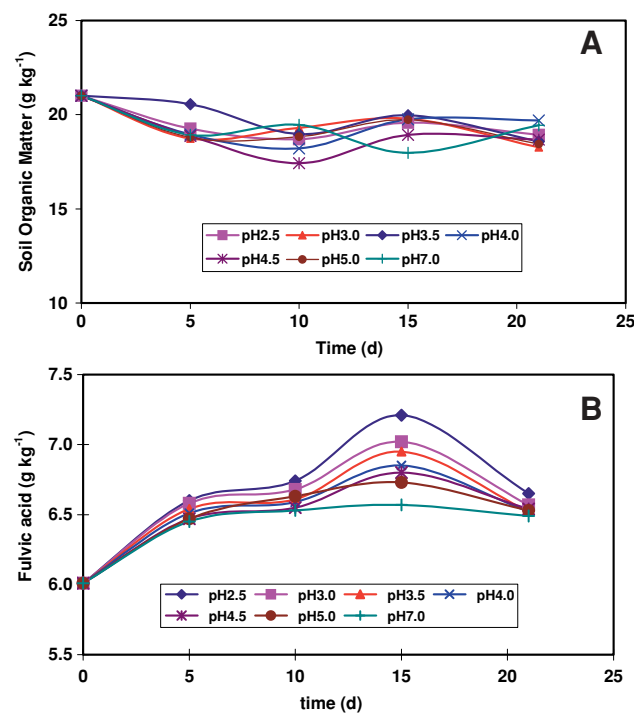 A
25
20
15
10
Soil Organic Matter (g kg-1)
pH2.5 pH3.0 pH3.5 pH4.0
pH4.5 pH5.0 pH7.0
0 5 10 15 20 25
Time (d)
B
7.5
7.0
6.5
6.0
5.5
Fulvic acid (g kg-1)
pH2.5 pH3.0 pH3.5 pH4.0
pH4.5 pH5.0 pH7.0
0 5 10 15 20 25
time (d)